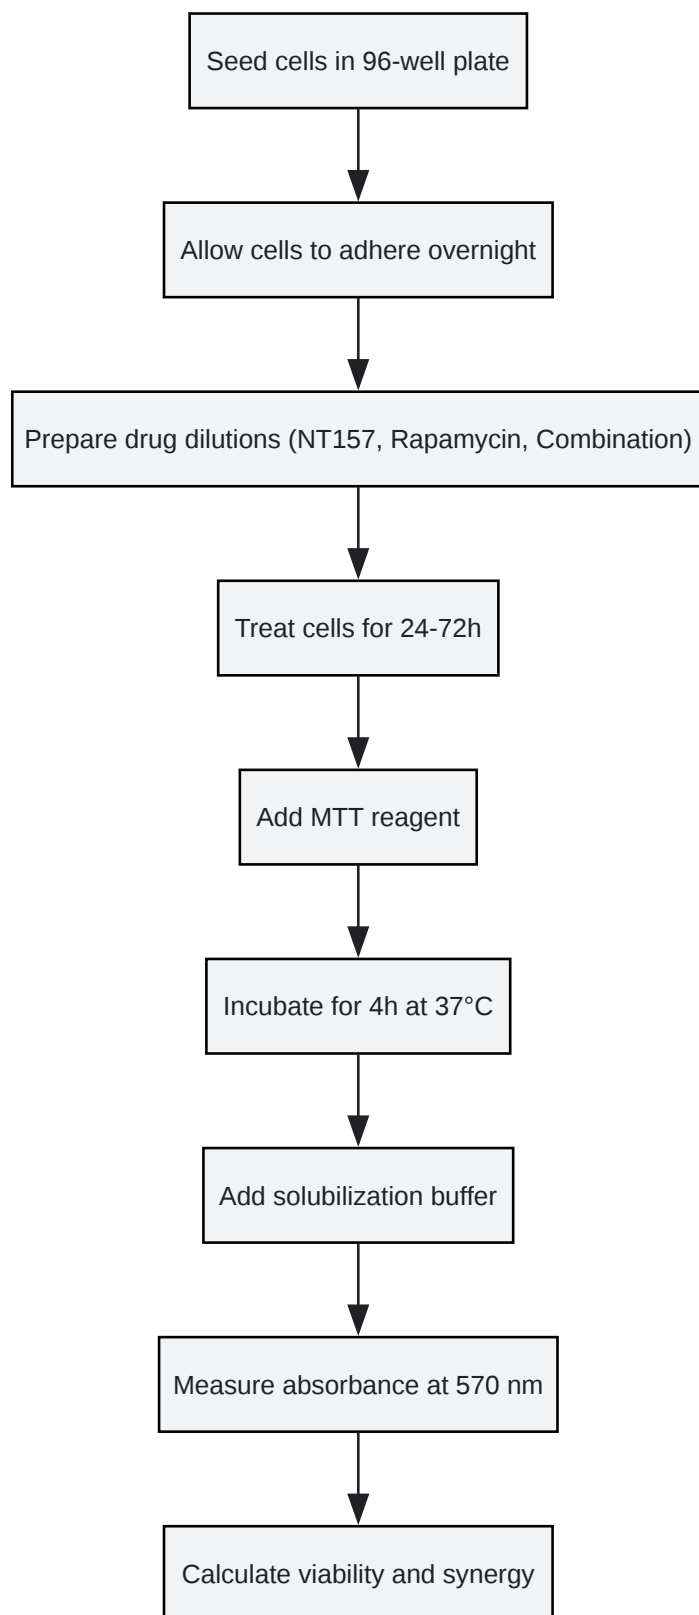 Seed cells in 96-well plate
Allow cells to adhere overnight
Prepare drug dilutions (NT157, Rapamycin, Combination)
Treat cells for 24-72h
Add MTT reagent
Incubate for 4h at 37°C
Add solubilization buffer
Measure absorbance at 570 nm
Calculate viability and synergy